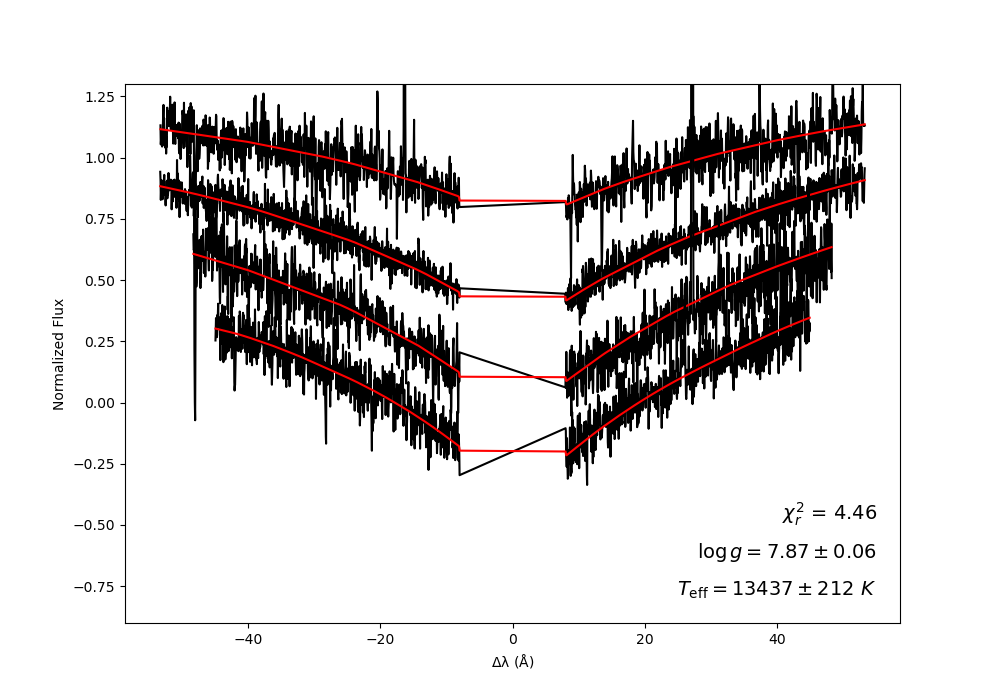 Normalized Flux
1.25
1.00
0.75
0.50
0.25
0.00
−0.25
−0.50
−0.75
χ²ᵣ = 4.46
log g = 7.87 ± 0.06
T_eff = 13437 ± 212 K
−40 −20 0 20 40
Δλ (Å)